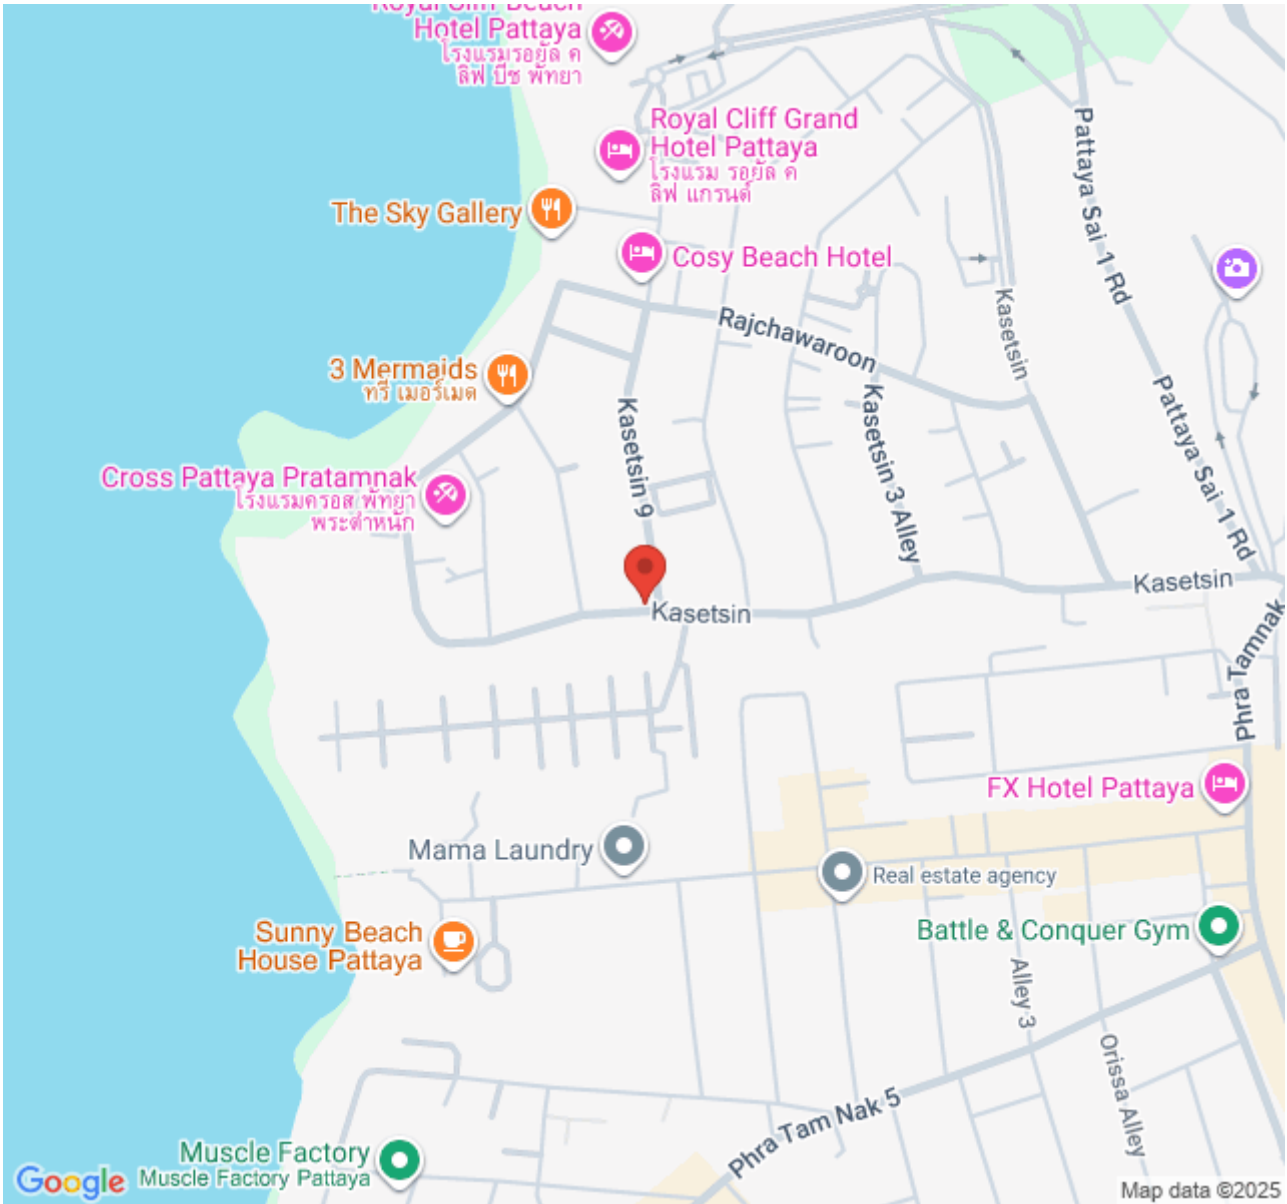 Royal Cliff Beach
Hotel Pattaya
โรงแรมรอยัล ค
ลิฟ บีช พัทยา
Royal Cliff Grand
Hotel Pattaya
โรงแรม รอยัล ค
ลิฟ แกรนด์
The Sky Gallery
Cosy Beach Hotel
Pattaya Sai 1 Rd
Kasetsin
Rajchawaroon
3 Mermaids
ทรี เมอร์เมด
Kasetsin 9
Kasetsin 3 Alley
Pattaya Sai 1 Rd
Cross Pattaya Pratamnak
โรงแรมครอส พัทยา
พระตำหนัก
Kasetsin
Kasetsin
Phra Tamnak
FX Hotel Pattaya
Mama Laundry
Real estate agency
Sunny Beach
House Pattaya
Battle & Conquer Gym
Alley 3
Orissa Alley
Phra Tam Nak 5
Muscle Factory
Muscle Factory Pattaya
Google
Map data ©2025